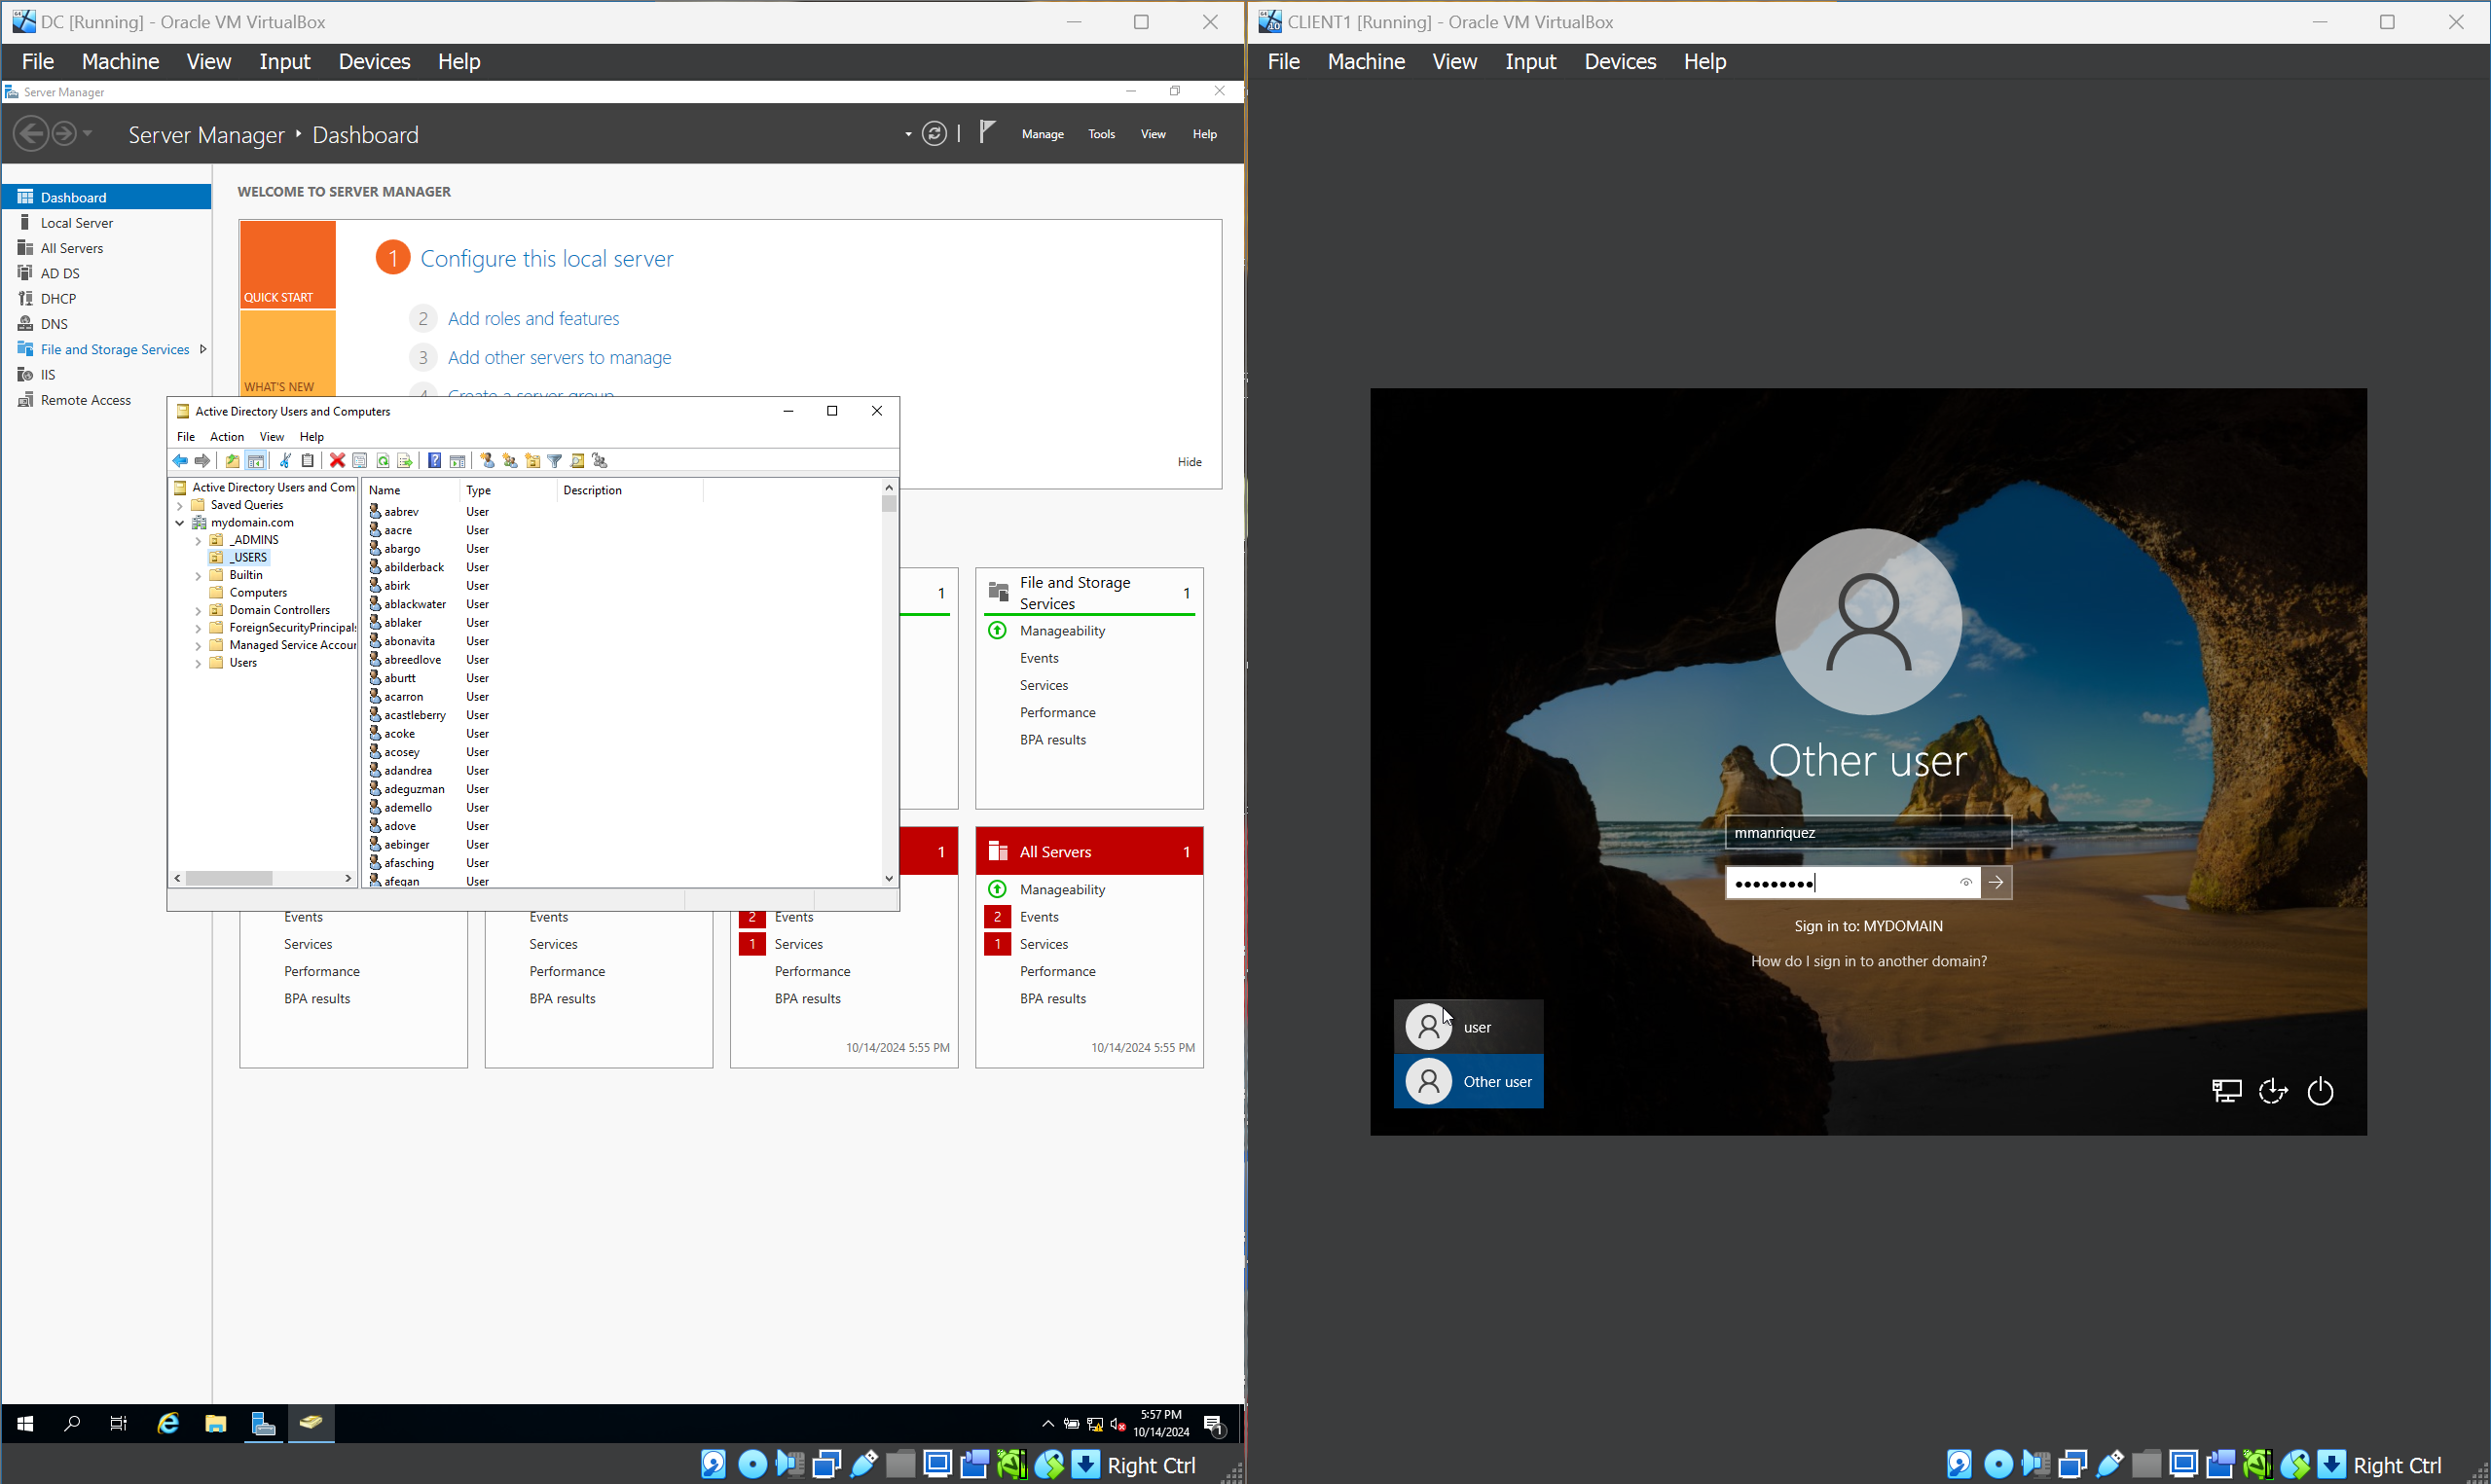 DC [Running] - Oracle VM VirtualBox
File Machine View Input Devices Help
Server Manager
Server Manager Dashboard
Manage Tools View Help
Dashboard
Local Server
All Servers
AD DS
DHCP
DNS
File and Storage Services
IIS
Remote Access
WELCOME TO SERVER MANAGER
QUICK START
WHAT'S NEW
1 Configure this local server
2 Add roles and features
3 Add other servers to manage
4 Create a server group
Hide
Active Directory Users and Computers
File Action View Help
Active Directory Users and Com
Saved Queries
mydomain.com
_ADMINS
_USERS
Builtin
Computers
Domain Controllers
ForeignSecurityPrincipals
Managed Service Accour
Users
Name Type Description
aabrev User
aacre User
abargo User
abilderback User
abirk User
ablackwater User
ablaker User
abonavita User
abreedlove User
aburtt User
acarron User
acastleberry User
acoke User
acosey User
adandrea User
adeguzman User
ademello User
adove User
aebinger User
afasching User
afegan User
1
File and Storage Services 1
Manageability
Events
Services
Performance
BPA results
Events
Services
Performance
BPA results
Events
Services
Performance
BPA results
1
2 Events
1 Services
Performance
BPA results
10/14/2024 5:55 PM
All Servers 1
Manageability
2 Events
1 Services
Performance
BPA results
10/14/2024 5:55 PM
5:57 PM
10/14/2024
1
Right Ctrl
CLIENT1 [Running] - Oracle VM VirtualBox
File Machine View Input Devices Help
Other user
mmanriquez
Sign in to: MYDOMAIN
How do I sign in to another domain?
user
Other user
Right Ctrl